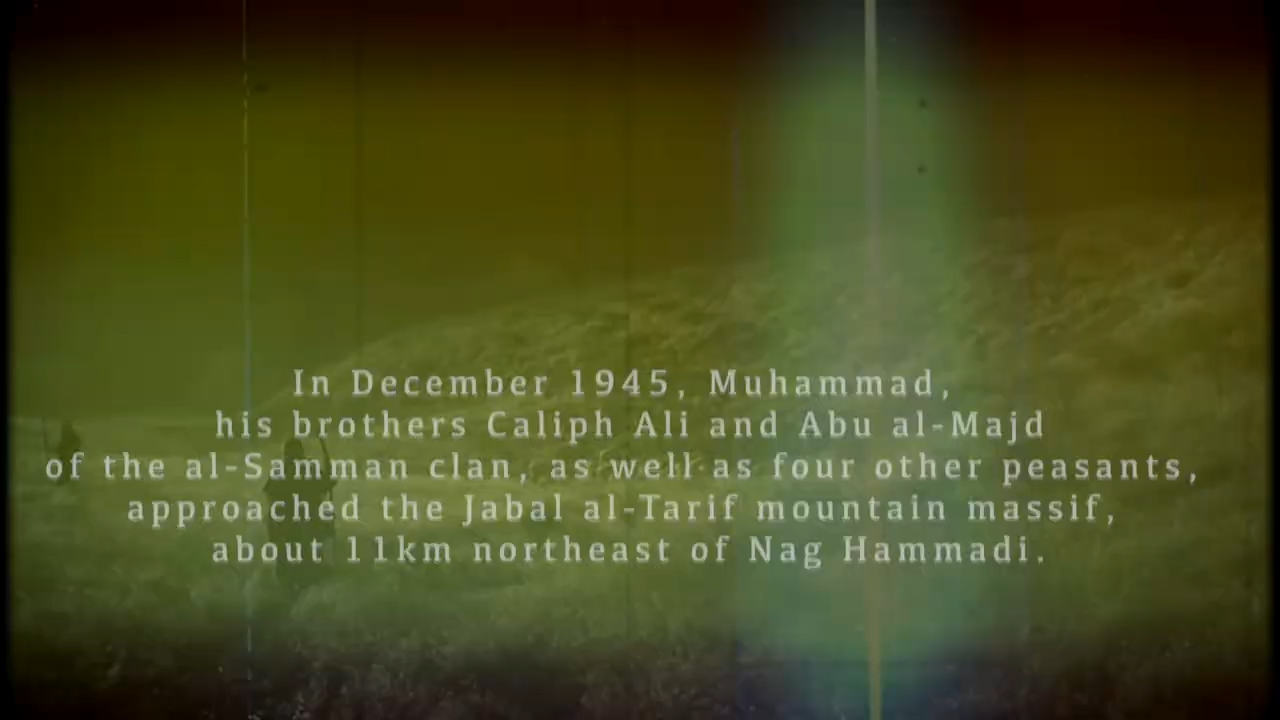 In December 1945, Muhammad,
his brothers Caliph Ali and Abu al-Majd
of the al-Samman clan, as well as four other peasants,
approached the Jabal al-Tarif mountain massif,
about 11km northeast of Nag Hammadi.